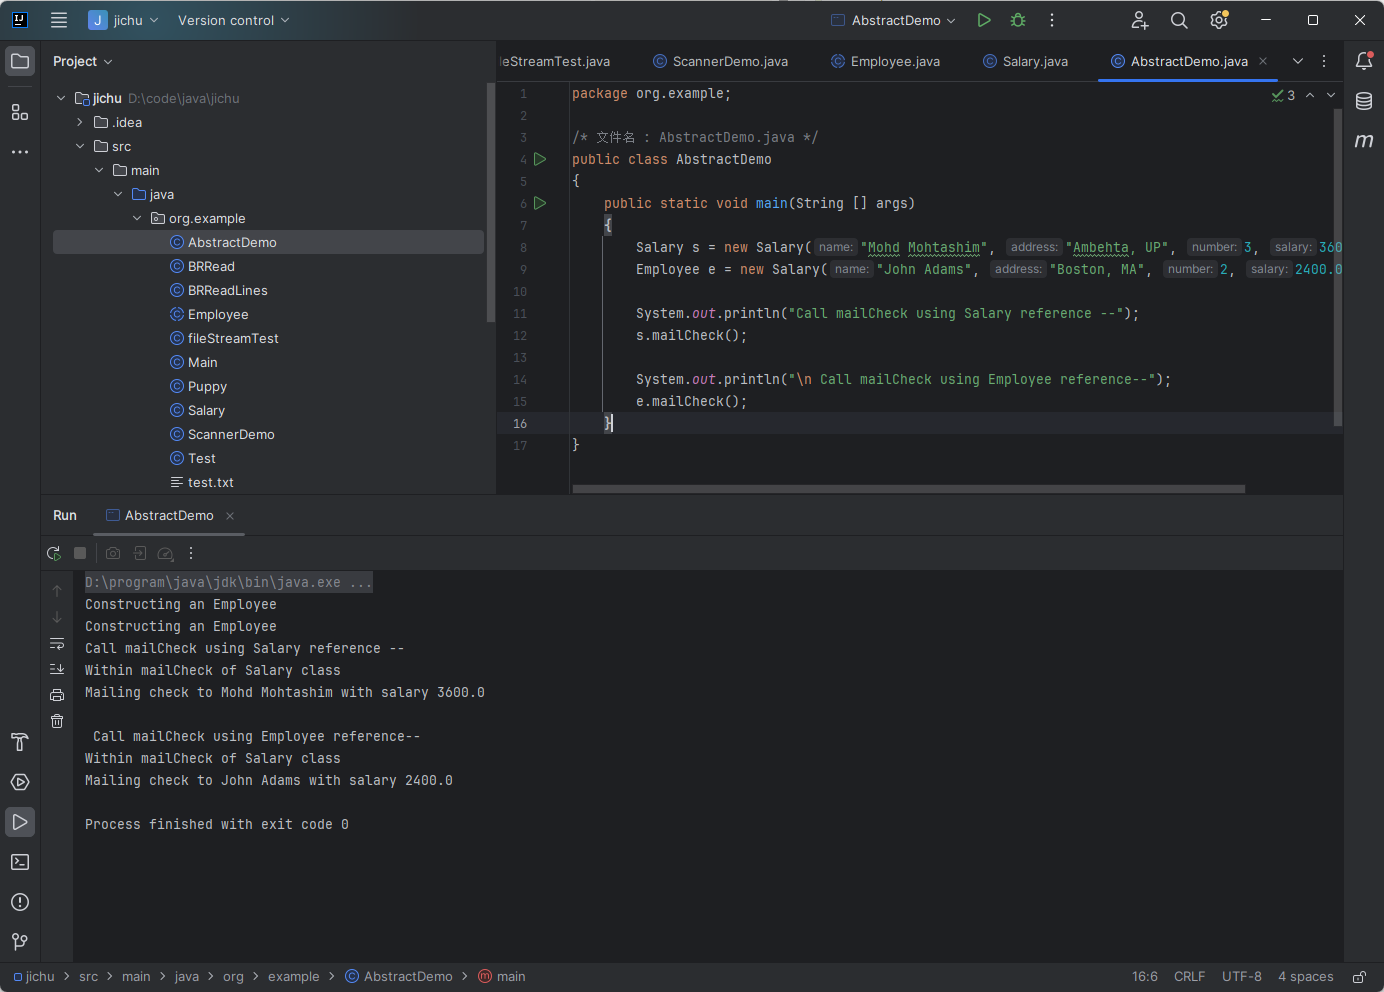 J jichu Version control AbstractDemo
Project
jichu D:\code\java\jichu
.idea
src
main
java
org.example
AbstractDemo
BRRead
BRReadLines
Employee
fileStreamTest
Main
Puppy
Salary
ScannerDemo
Test
test.txt
leStreamTest.java ScannerDemo.java Employee.java Salary.java AbstractDemo.java
3
1 package org.example;
2
3 /* 文件名 : AbstractDemo.java */
4 public class AbstractDemo
5 {
6 public static void main(String [] args)
7 {
8 Salary s = new Salary( name: "Mohd Mohtashim", address: "Ambehta, UP", number: 3, salary: 360
9 Employee e = new Salary( name: "John Adams", address: "Boston, MA", number: 2, salary: 2400.0
10
11 System.out.println("Call mailCheck using Salary reference --");
12 s.mailCheck();
13
14 System.out.println("\n Call mailCheck using Employee reference--");
15 e.mailCheck();
16 }
17 }
Run AbstractDemo
D:\program\java\jdk\bin\java.exe ...
Constructing an Employee
Constructing an Employee
Call mailCheck using Salary reference --
Within mailCheck of Salary class
Mailing check to Mohd Mohtashim with salary 3600.0
Call mailCheck using Employee reference--
Within mailCheck of Salary class
Mailing check to John Adams with salary 2400.0
Process finished with exit code 0
jichu > src > main > java > org > example > AbstractDemo > main 16:6 CRLF UTF-8 4 spaces